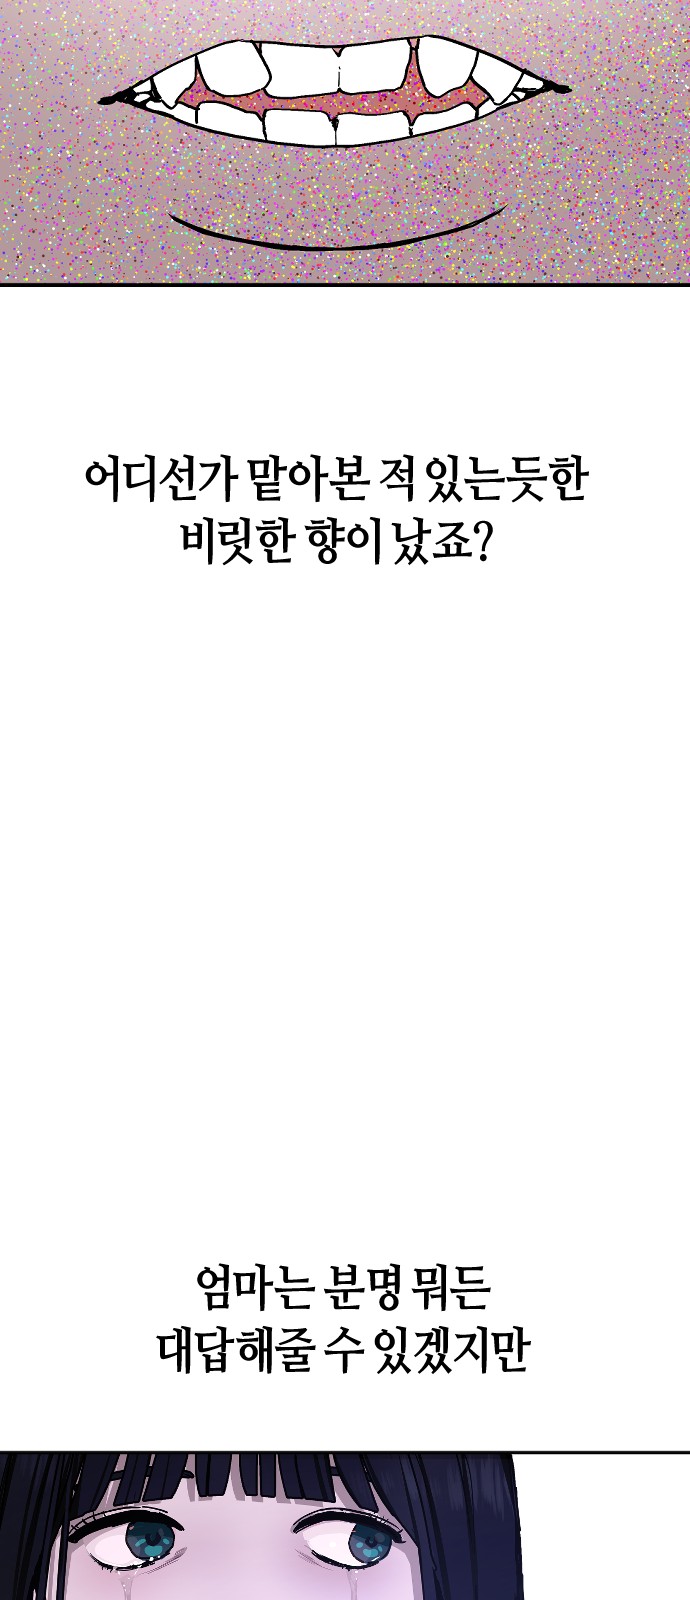 어디선가 맡아본 적 있는듯한
비릿한 향이 났죠?
엄마는 분명 뭐든
대답해줄 수 있겠지만